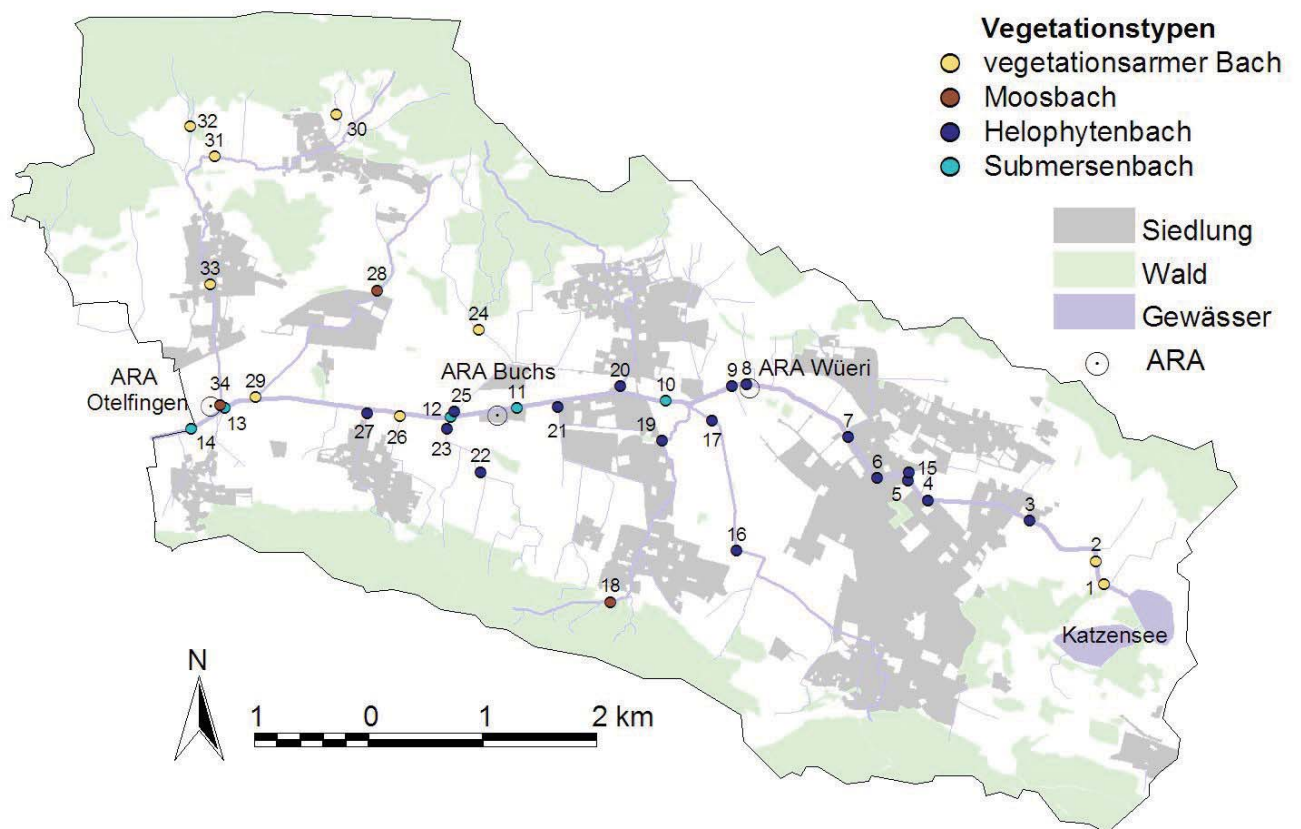 Vegetationstypen
vegetationsarmer Bach
Moosbach
Helophytenbach
Submersenbach
Siedlung
Wald
Gewässer
ARA
32
31
30
33
28
24
ARA
Otelfingen
34
29
13
14
27
26
12
25
23
22
ARA Buchs
11
21
20
10
19
9
8
ARA Wüeri
17
7
6
15
5
4
3
2
1
16
18
Katzensee
N
1
0
1
2 km